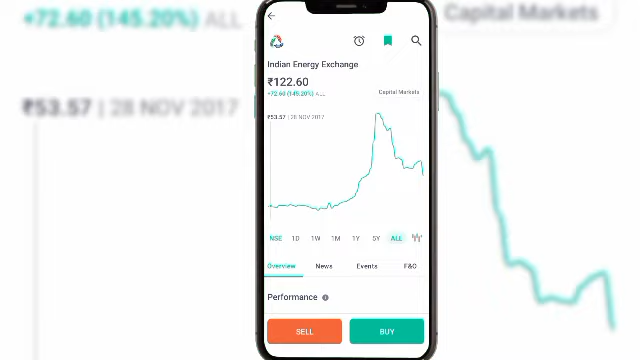 +72.60 (145.20%) ALL
Capital Markets
₹53.57 | 28 NOV 2017
Indian Energy Exchange
₹122.60
+72.60 (145.20%) ALL
Capital Markets
₹53.57 | 28 NOV 2017
NSE 1D 1W 1M 1Y 5Y ALL
Overview News Events F&O
Performance
SELL BUY